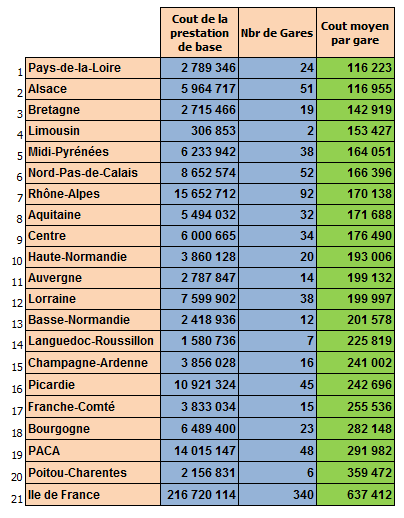 Cout de la prestation de base Nbr de Gares Cout moyen par gare
1 Pays-de-la-Loire 2 789 346 24 116 223
2 Alsace 5 964 717 51 116 955
3 Bretagne 2 715 466 19 142 919
4 Limousin 306 853 2 153 427
5 Midi-Pyrénées 6 233 942 38 164 051
6 Nord-Pas-de-Calais 8 652 574 52 166 396
7 Rhône-Alpes 15 652 712 92 170 138
8 Aquitaine 5 494 032 32 171 688
9 Centre 6 000 665 34 176 490
10 Haute-Normandie 3 860 128 20 193 006
11 Auvergne 2 787 847 14 199 132
12 Lorraine 7 599 902 38 199 997
13 Basse-Normandie 2 418 936 12 201 578
14 Languedoc-Roussillon 1 580 736 7 225 819
15 Champagne-Ardenne 3 856 028 16 241 002
16 Picardie 10 921 324 45 242 696
17 Franche-Comté 3 833 034 15 255 536
18 Bourgogne 6 489 400 23 282 148
19 PACA 14 015 147 48 291 982
20 Poitou-Charentes 2 156 831 6 359 472
21 Ile de France 216 720 114 340 637 412